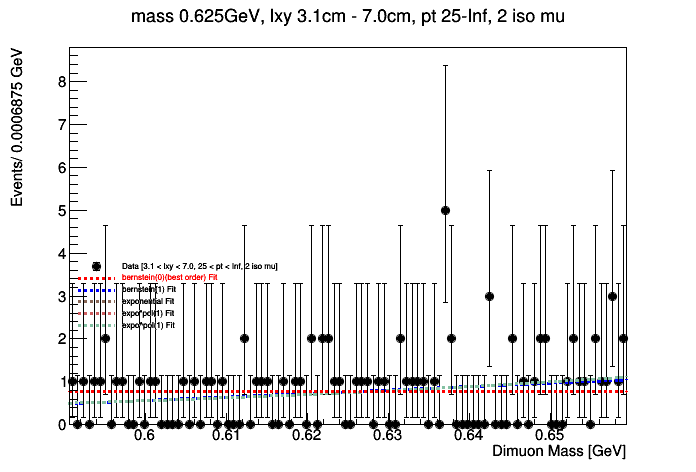 mass 0.625GeV, lxy 3.1cm - 7.0cm, pt 25-Inf, 2 iso mu
Events/ 0.0006875 GeV
8
7
6
5
4
3
2
1
0
Data [3.1 < lxy < 7.0, 25 < pt < Inf, 2 iso mu]
bernstein(0)(best order) Fit
bernstein(1) Fit
exponential Fit
expo*pol(1) Fit
expo*pol(1) Fit
0.6 0.61 0.62 0.63 0.64 0.65
Dimuon Mass [GeV]